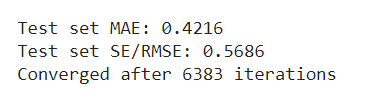 Test set MAE: 0.4216
Test set SE/RMSE: 0.5686
Converged after 6383 iterations